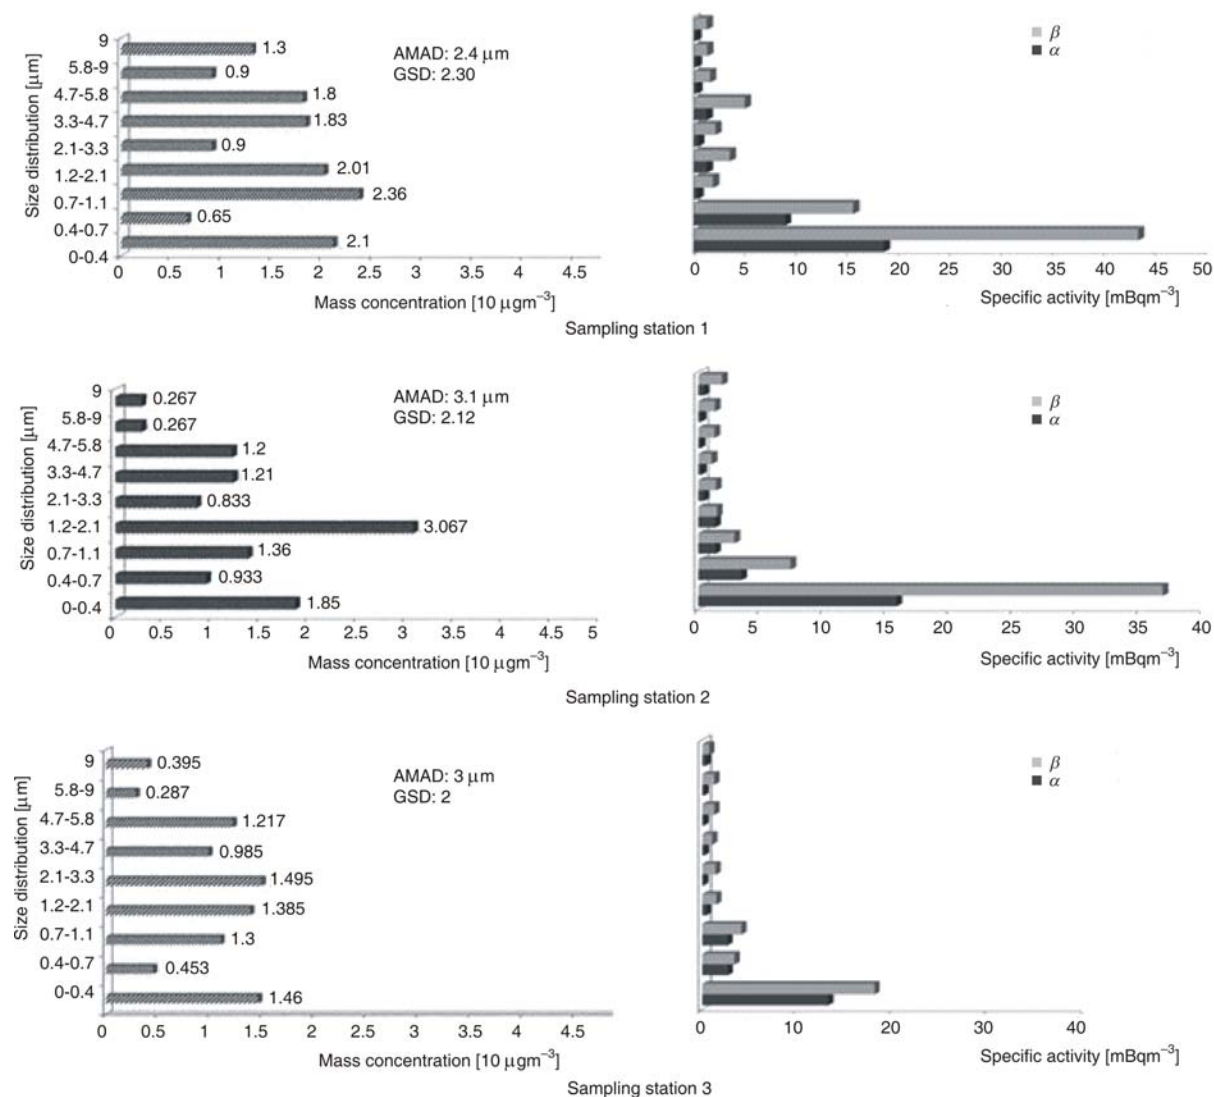 9
1.3
AMAD: 2.4 μm
GSD: 2.30
β
α
5.8-9
0.9
4.7-5.8
1.8
3.3-4.7
1.83
2.1-3.3
0.9
1.2-2.1
2.01
0.7-1.1
2.36
0.4-0.7
0.65
0-0.4
2.1
Size distribution [μm]
0 0.5 1 1.5 2 2.5 3 3.5 4 4.5
Mass concentration [10 μgm⁻³]
0 5 10 15 20 25 30 35 40 45 50
Specific activity [mBqm⁻³]
Sampling station 1
9
0.267
AMAD: 3.1 μm
GSD: 2.12
β
α
5.8-9
0.267
4.7-5.8
1.2
3.3-4.7
1.21
2.1-3.3
0.833
1.2-2.1
3.067
0.7-1.1
1.36
0.4-0.7
0.933
0-0.4
1.85
Size distribution [μm]
0 0.5 1 1.5 2 2.5 3 3.5 4 4.5 5
Mass concentration [10 μgm⁻³]
0 5 10 15 20 25 30 35 40
Specific activity [mBqm⁻³]
Sampling station 2
9
0.395
AMAD: 3 μm
GSD: 2
β
α
5.8-9
0.287
4.7-5.8
1.217
3.3-4.7
0.985
2.1-3.3
1.495
1.2-2.1
1.385
0.7-1.1
1.3
0.4-0.7
0.453
0-0.4
1.46
Size distribution [μm]
0 0.5 1 1.5 2 2.5 3 3.5 4 4.5
Mass concentration [10 μgm⁻³]
0 10 20 30 40
Specific activity [mBqm⁻³]
Sampling station 3